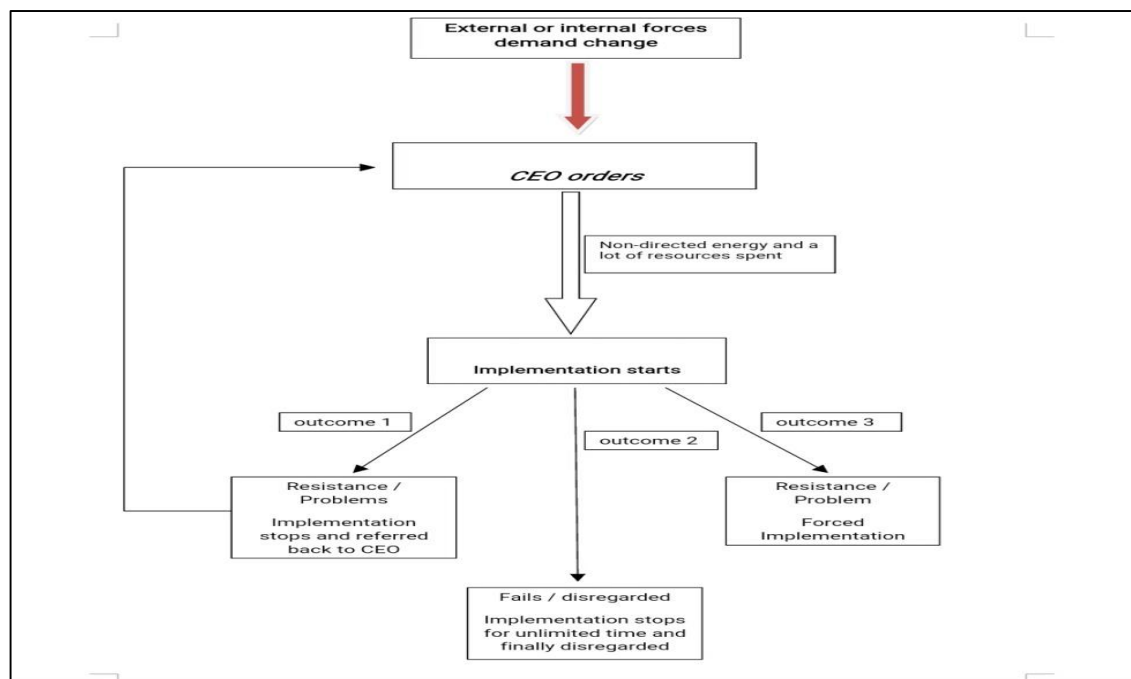 External or internal forces
demand change
CEO orders
Non-directed energy and a
lot of resources spent
Implementation starts
outcome 1
outcome 2
outcome 3
Resistance /
Problems
Implementation
stops and referred
back to CEO
Resistance /
Problem
Forced
Implementation
Fails / disregarded
Implementation stops
for unlimited time and
finally disregarded